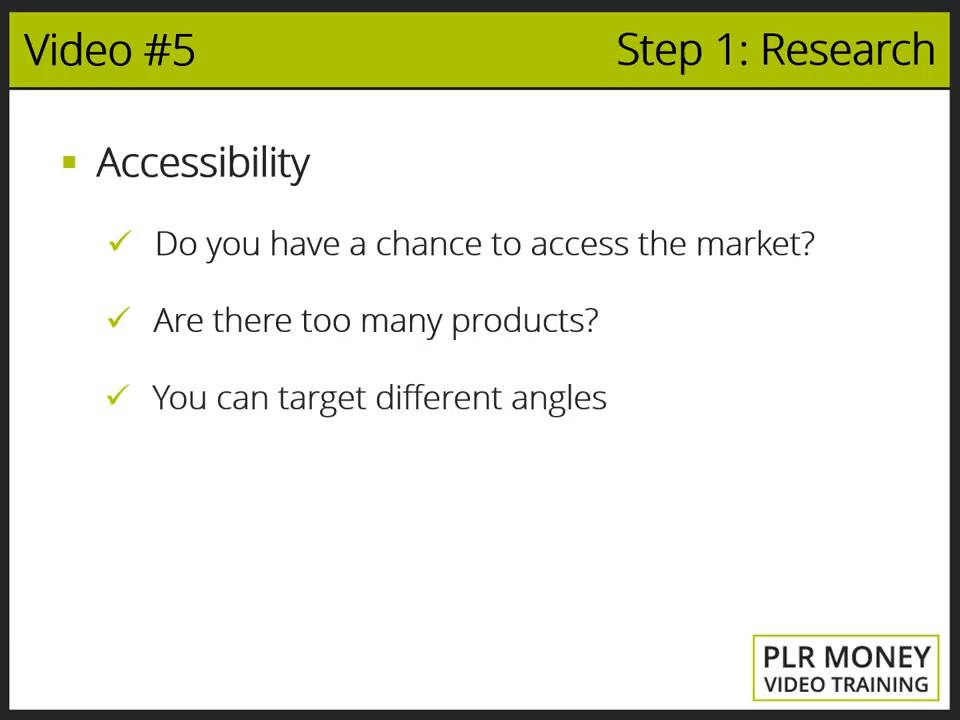 Video #5
Step 1: Research
Accessibility
Do you have a chance to access the market?
Are there too many products?
You can target different angles
PLR MONEY
VIDEO TRAINING